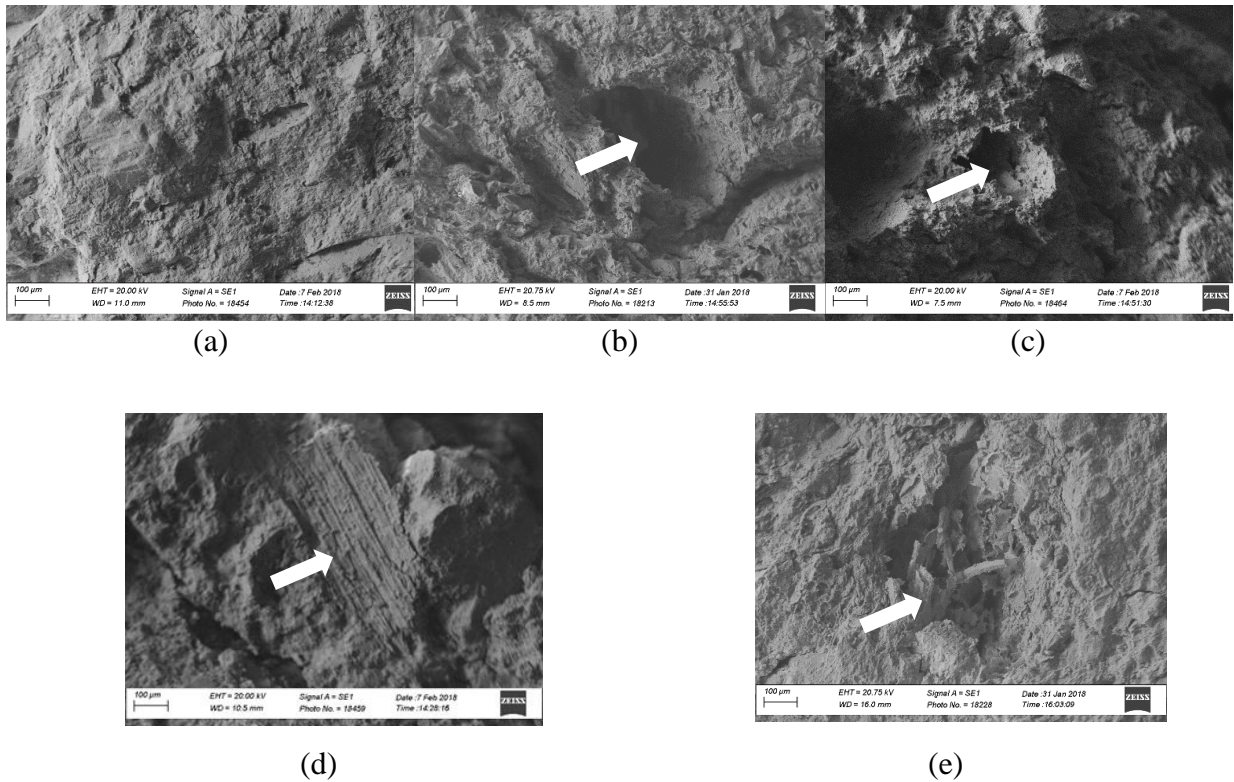 100 µm
EHT = 20.00 kV
WD = 11.0 mm
Signal A = SE1
Photo No. = 18454
Date :7 Feb 2018
Time :14:12:38
ZEISS
100 µm
EHT = 20.75 kV
WD = 8.5 mm
Signal A = SE1
Photo No. = 18213
Date :31 Jan 2018
Time :14:55:53
ZEISS
100 µm
EHT = 20.00 kV
WD = 7.5 mm
Signal A = SE1
Photo No. = 18464
Date :7 Feb 2018
Time :14:51:30
ZEISS
(a)
(b)
(c)
100 µm
EHT = 20.00 kV
WD = 10.5 mm
Signal A = SE1
Photo No. = 18459
Date :7 Feb 2018
Time :14:28:16
ZEISS
100 µm
EHT = 20.75 kV
WD = 16.0 mm
Signal A = SE1
Photo No. = 18228
Date :31 Jan 2018
Time :16:03:09
ZEISS
(d)
(e)